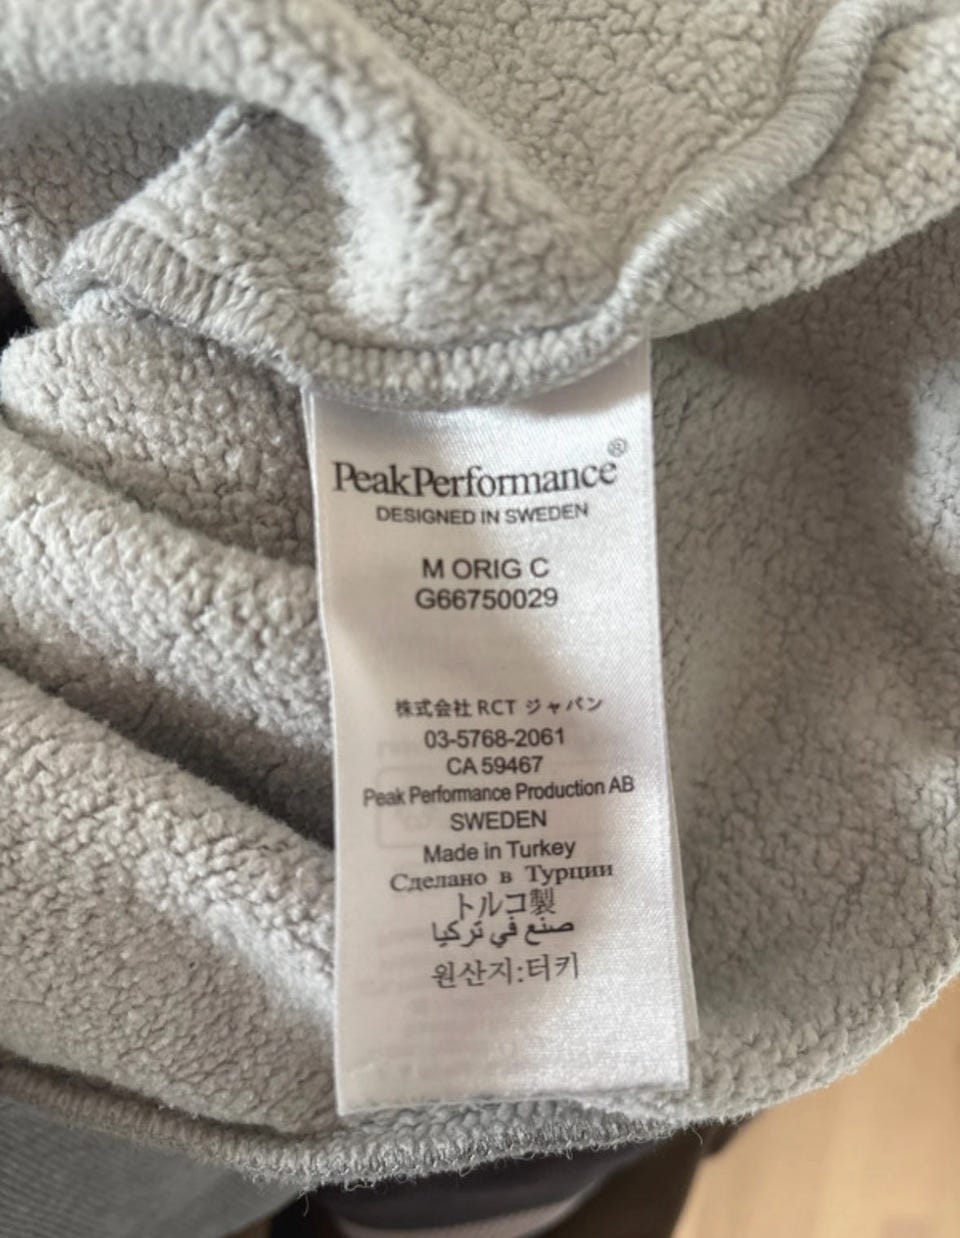 PeakPerformance®
DESIGNED IN SWEDEN
M ORIG C
G66750029
株式会社 RCT ジャパン
03-5768-2061
CA 59467
Peak Performance Production AB
SWEDEN
Made in Turkey
Сделано в Турции
トルコ製
صنع في تركيا
원산지:터키